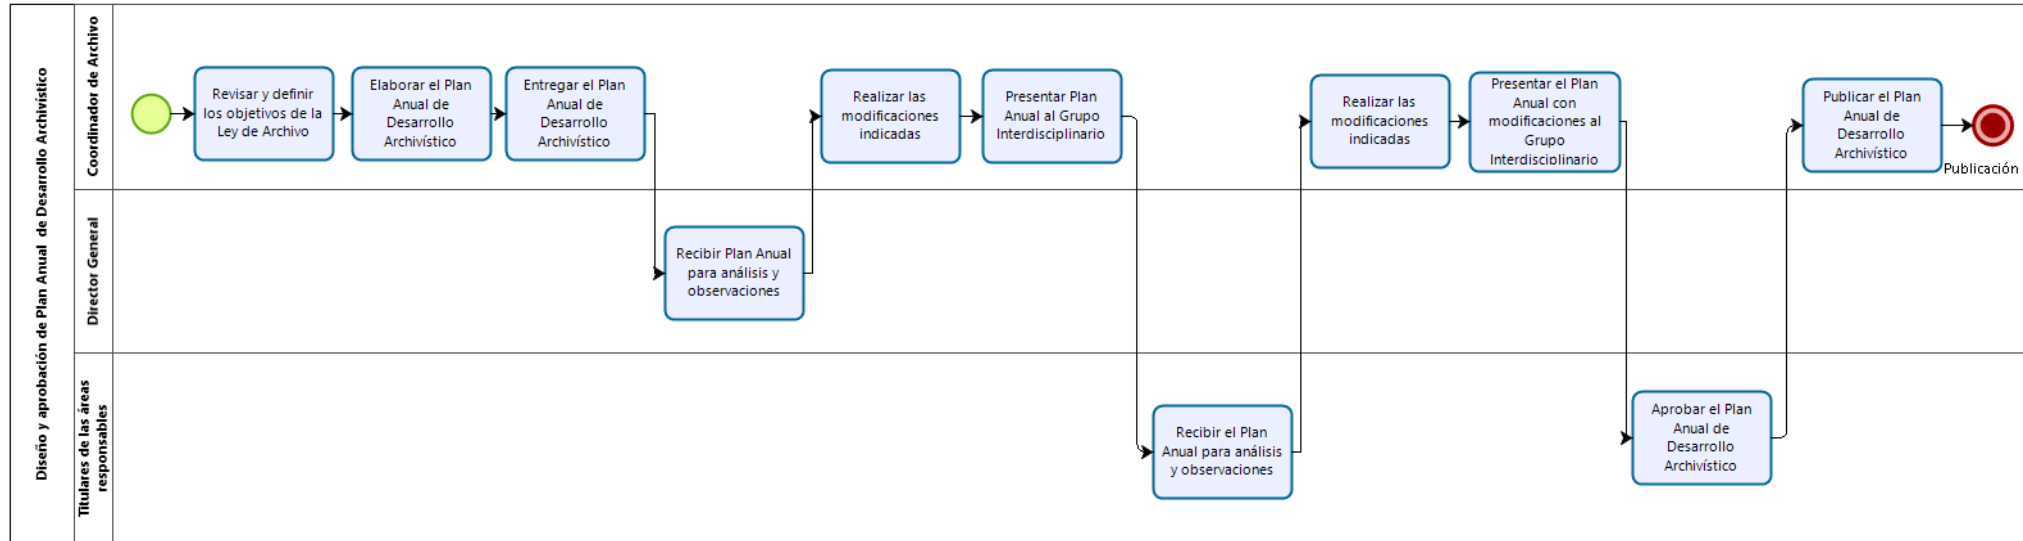 Diseño y aprobación de Plan Anual de Desarrollo Archivístico
Coordinador de Archivo
Revisar y definir
los objetivos de la
Ley de Archivo
Elaborar el Plan
Anual de
Desarrollo
Archivístico
Entregar el Plan
Anual de
Desarrollo
Archivístico
Realizar las
modificaciones
indicadas
Presentar Plan
Anual al Grupo
Interdisciplinario
Realizar las
modificaciones
indicadas
Presentar el Plan
Anual con
modificaciones al
Grupo
Interdisciplinario
Publicar el Plan
Anual de
Desarrollo
Archivístico
Publicación
Director General
Recibir Plan Anual
para análisis y
observaciones
Titulares de las áreas
responsables
Recibir el Plan
Anual para análisis
y observaciones
Aprobar el Plan
Anual de
Desarrollo
Archivístico